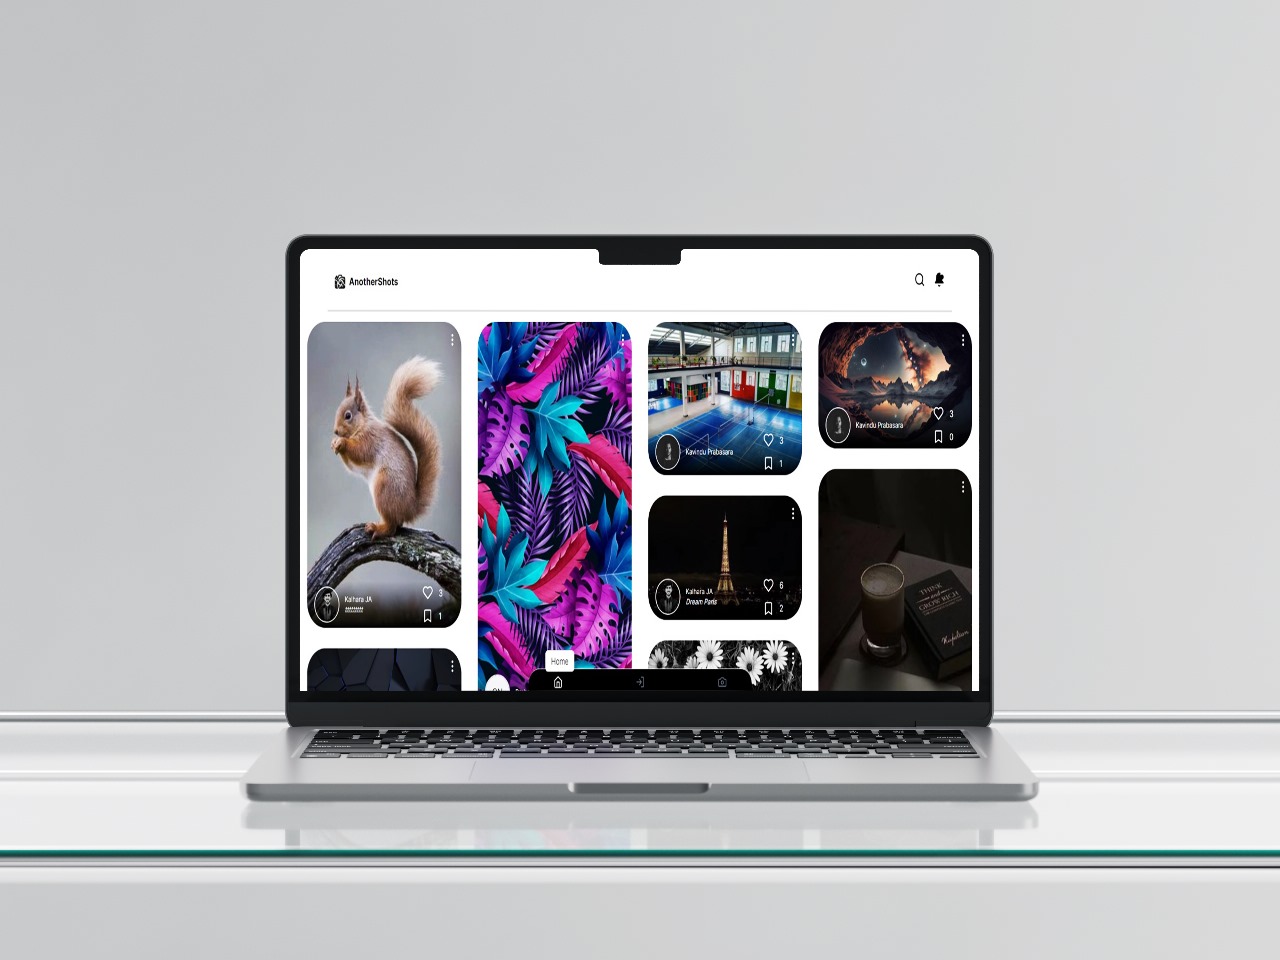 AnotherShots
Kalhara JA
3
1
Kavindu Prabasara
3
1
Kalhara JA
Dream Paris
6
2
Kavindu Prabasara
3
0
THINK
and
GROW RICH
Napoleon
Home